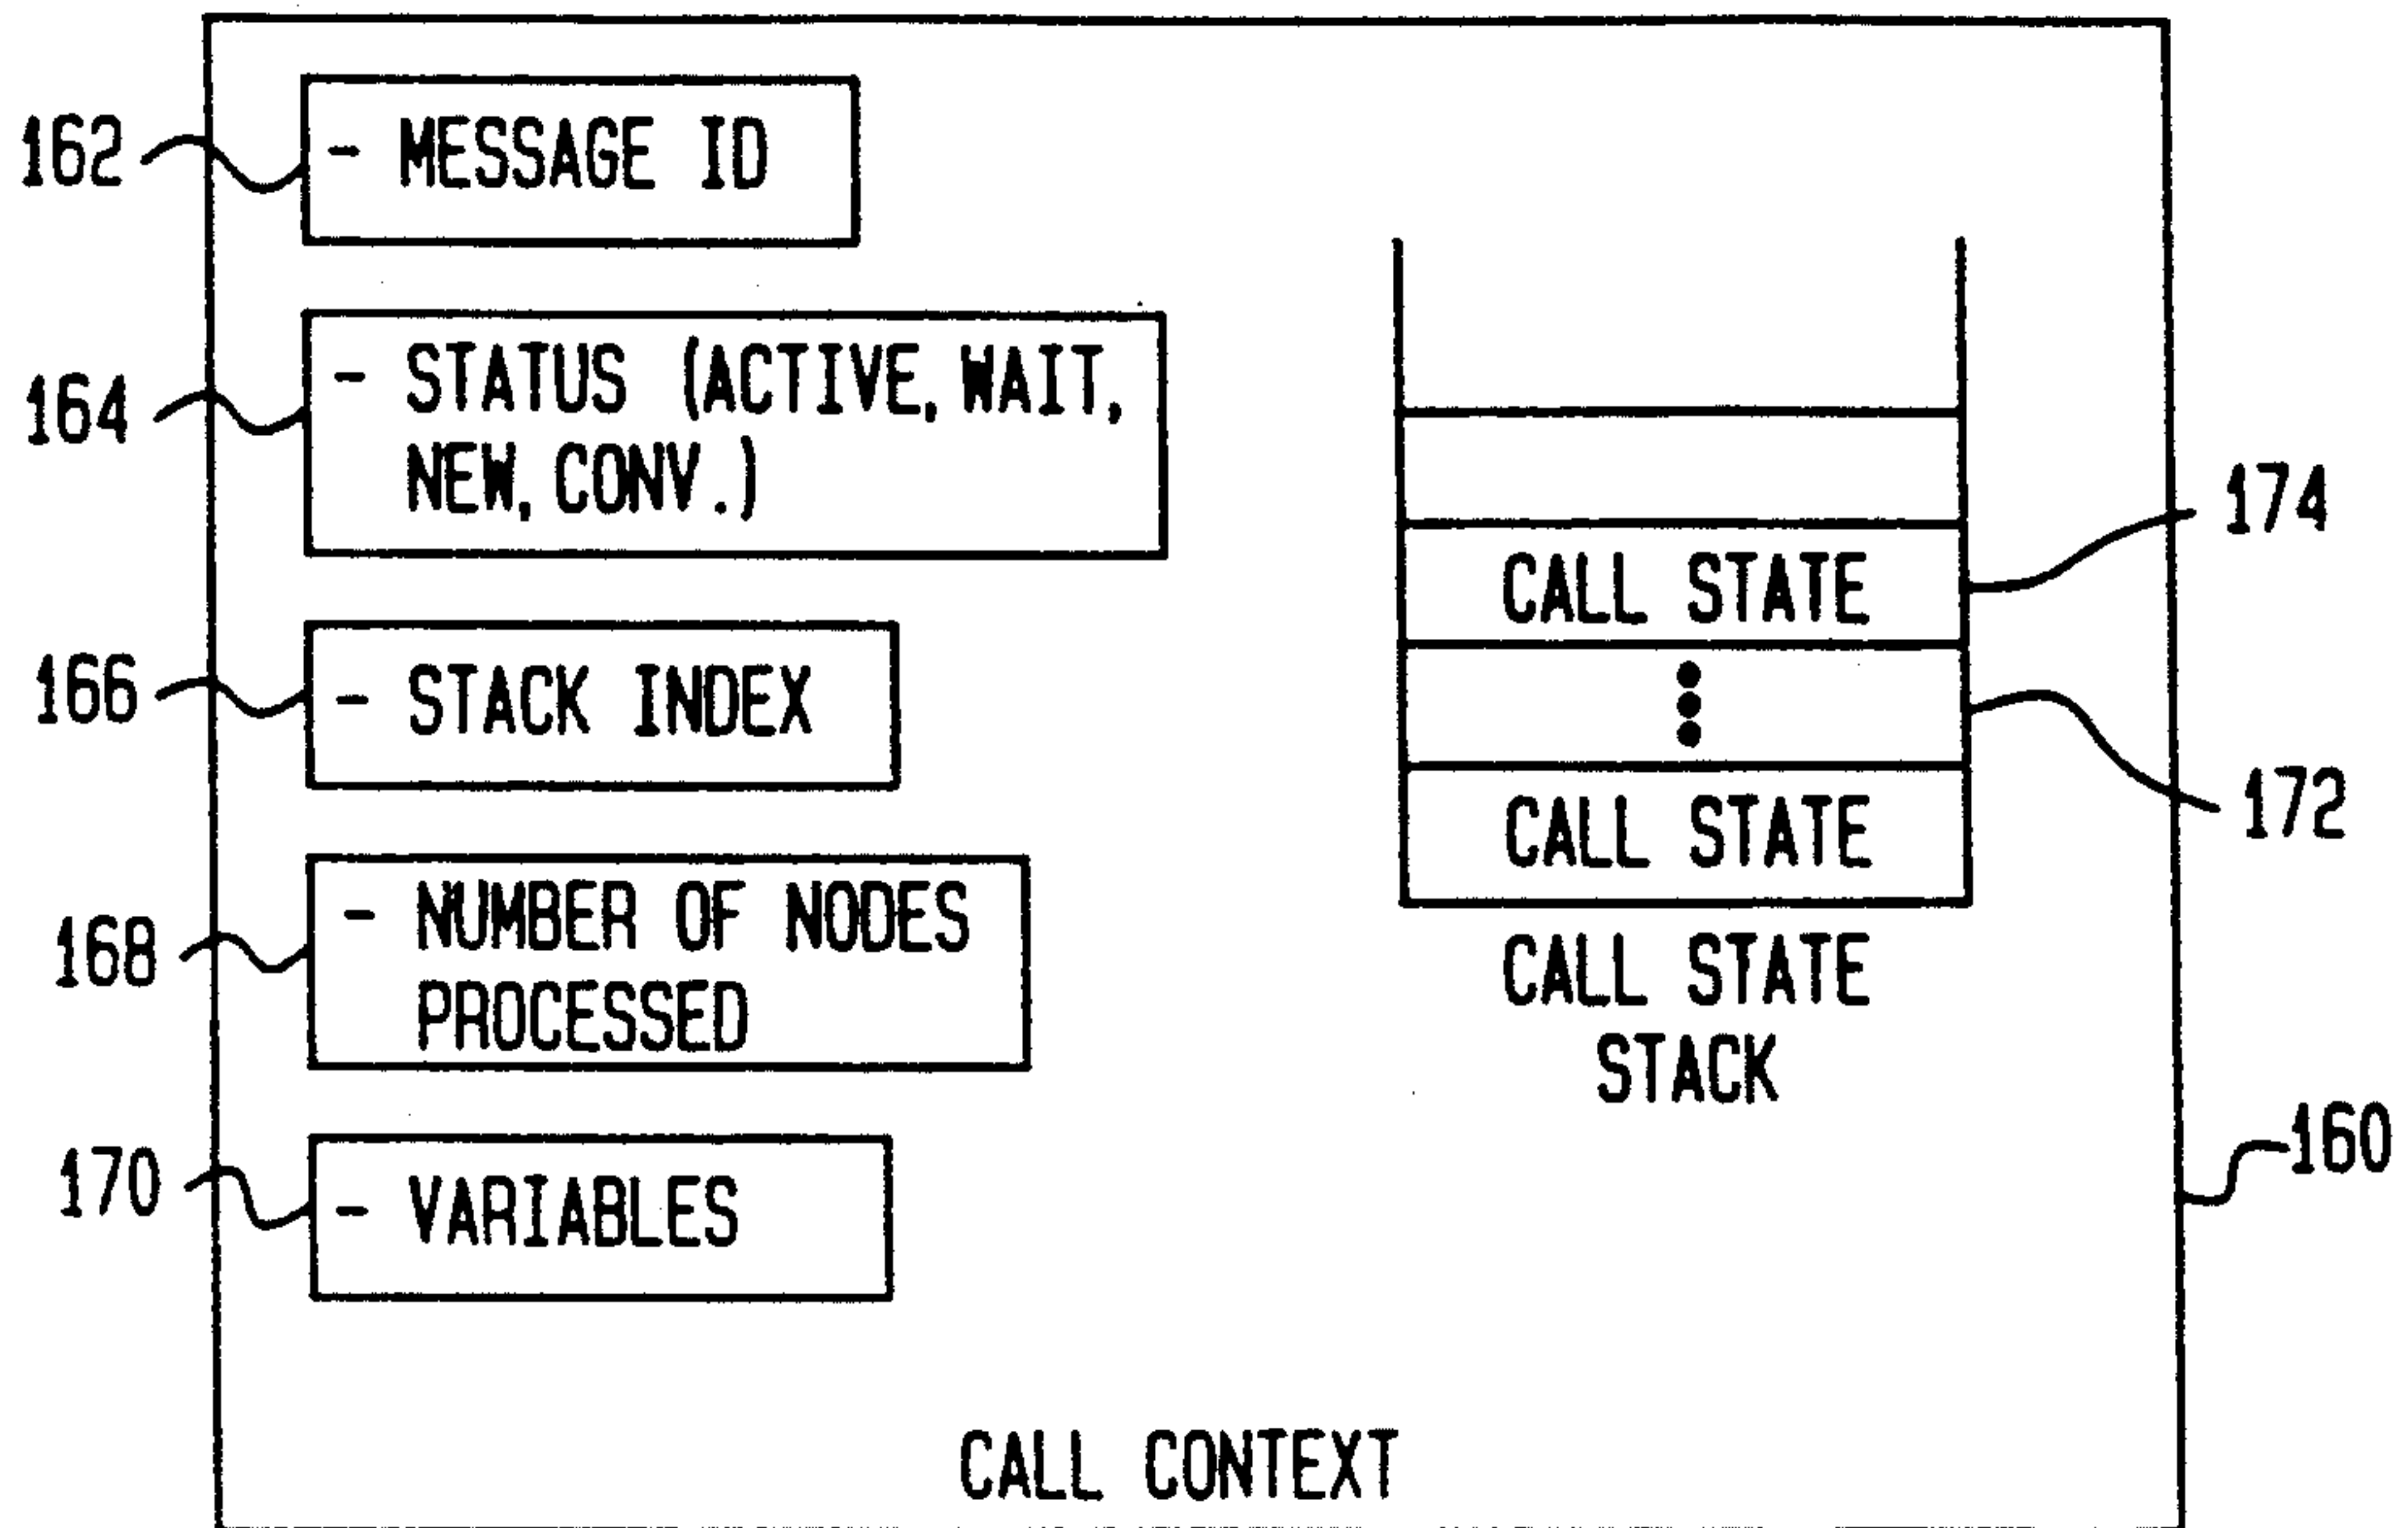 162
- MESSAGE ID
164
- STATUS (ACTIVE, WAIT,
NEW, CONV.)
166
- STACK INDEX
168
- NUMBER OF NODES
PROCESSED
170
- VARIABLES
174
CALL STATE
172
CALL STATE
CALL STATE
STACK
160
CALL CONTEXT